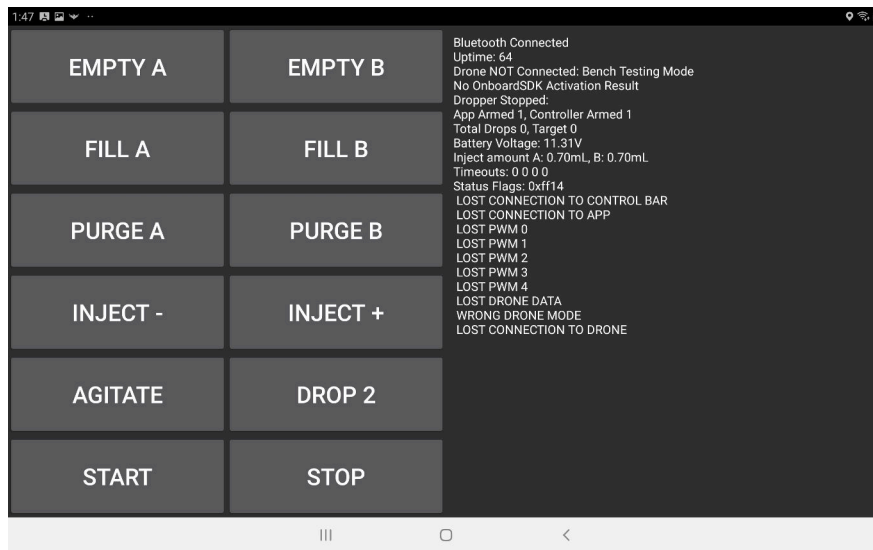 1:47
EMPTY A
EMPTY B
FILL A
FILL B
PURGE A
PURGE B
INJECT -
INJECT +
AGITATE
DROP 2
START
STOP
Bluetooth Connected
Uptime: 64
Drone NOT Connected: Bench Testing Mode
No OnboardSDK Activation Result
Dropper Stopped:
App Armed 1, Controller Armed 1
Total Drops 0, Target 0
Battery Voltage: 11.31V
Inject amount A: 0.70mL, B: 0.70mL
Timeouts: 0 0 0 0
Status Flags: 0xff14
LOST CONNECTION TO CONTROL BAR
LOST CONNECTION TO APP
LOST PWM 0
LOST PWM 1
LOST PWM 2
LOST PWM 3
LOST PWM 4
LOST DRONE DATA
WRONG DRONE MODE
LOST CONNECTION TO DRONE